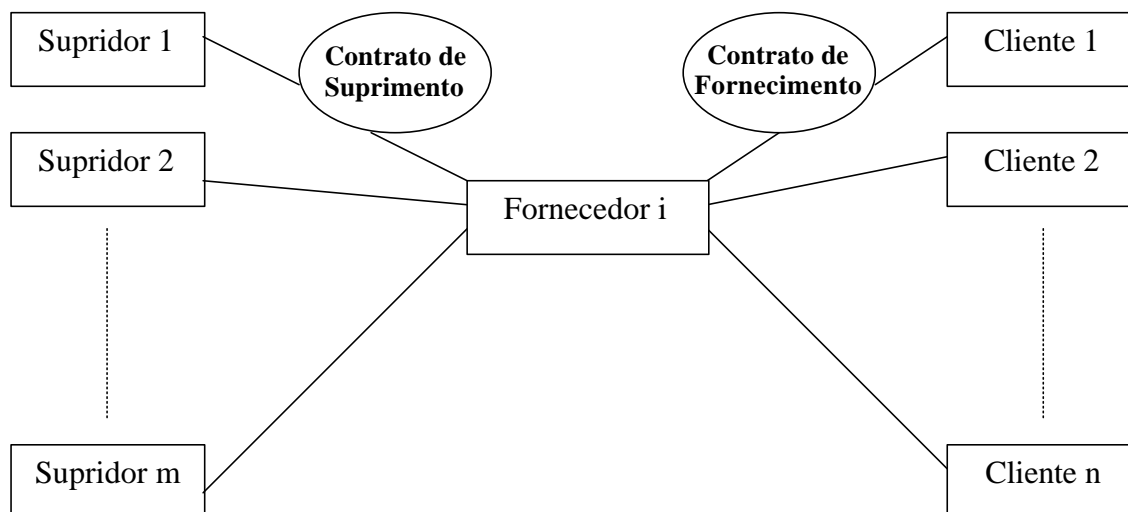 Supridor 1
Contrato de
Suprimento
Contrato de
Fornecimento
Cliente 1
Supridor 2
Cliente 2
Fornecedor i
Supridor m
Cliente n